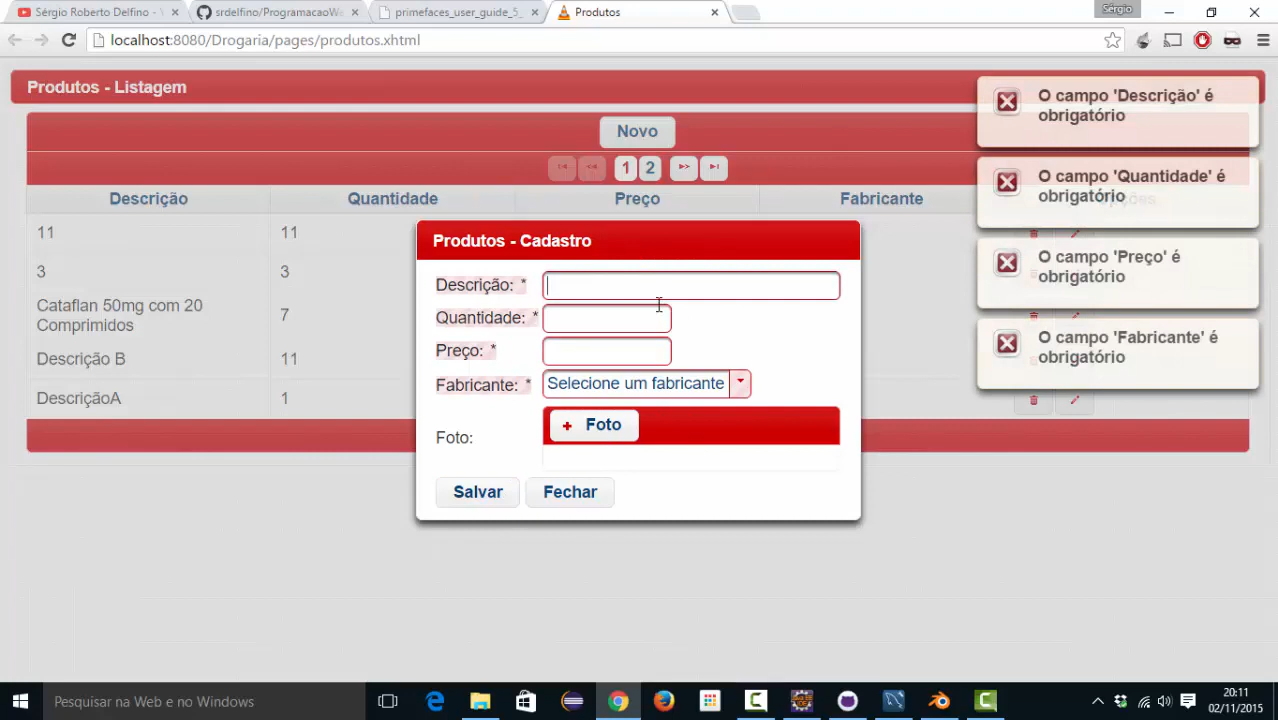 Sérgio Roberto Delfino - Y
srdelfino/ProgramacaoWe
primefaces_user_guide_5_
Produtos
Sérgio
localhost:8080/Drogaria/pages/produtos.xhtml
Produtos - Listagem
Novo
1 2
Descrição Quantidade Preço Fabricante
11 11
3 3
Cataflan 50mg com 20
Comprimidos
7
Descrição B 11
DescriçãoA 1
Produtos - Cadastro
Descrição: *
Quantidade: *
Preço: *
Fabricante: * Selecione um fabricante
Foto: + Foto
Salvar Fechar
O campo 'Descrição' é
obrigatório
O campo 'Quantidade' é
obrigatório
O campo 'Preço' é
obrigatório
O campo 'Fabricante' é
obrigatório
Pesquisar na Web e no Windows
20:11
02/11/2015